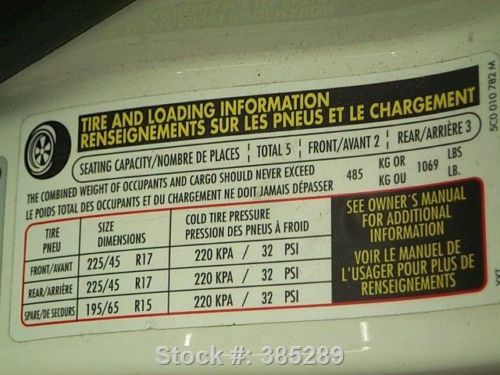 TIRE AND LOADING INFORMATION
RENSEIGNEMENTS SUR LES PNEUS ET LE CHARGEMENT
SEATING CAPACITY/NOMBRE DE PLACES TOTAL 5 FRONT/AVANT 2 REAR/ARRIÈRE 3
THE COMBINED WEIGHT OF OCCUPANTS AND CARGO SHOULD NEVER EXCEED 485 KG OR 1069 LBS
LE POIDS TOTAL DES OCCUPANTS ET DU CHARGEMENT NE DOIT JAMAIS DÉPASSER KG OU LB.
TIRE SIZE COLD TIRE PRESSURE
PNEU DIMENSIONS PRESSION DES PNEUS À FROID
FRONT/AVANT 225/45 R17 220 KPA / 32 PSI
REAR/ARRIÈRE 225/45 R17 220 KPA / 32 PSI
SPARE/DE SECOURS 195/65 R15 220 KPA / 32 PSI
SEE OWNER'S MANUAL
FOR ADDITIONAL
INFORMATION
VOIR LE MANUEL DE
L'USAGER POUR PLUS DE
RENSEIGNEMENTS
5C0 010 782 M
Stock #: 385289